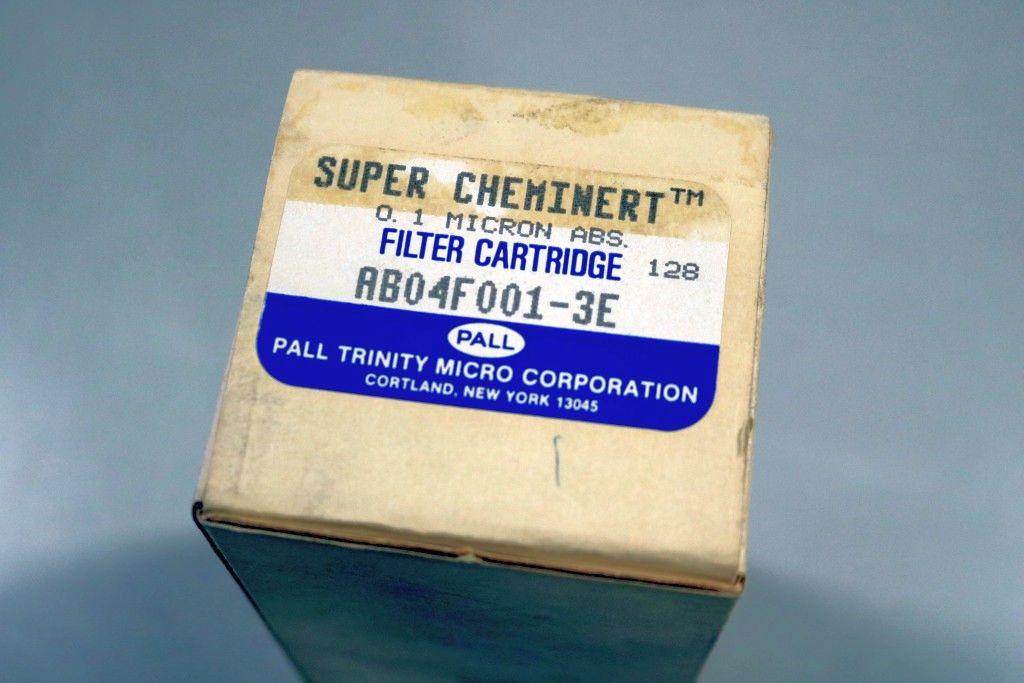 SUPER CHEMINERT™
0.1 MICRON ABS.
FILTER CARTRIDGE 128
AB04F001-3E
PALL
PALL TRINITY MICRO CORPORATION
CORTLAND, NEW YORK 13045